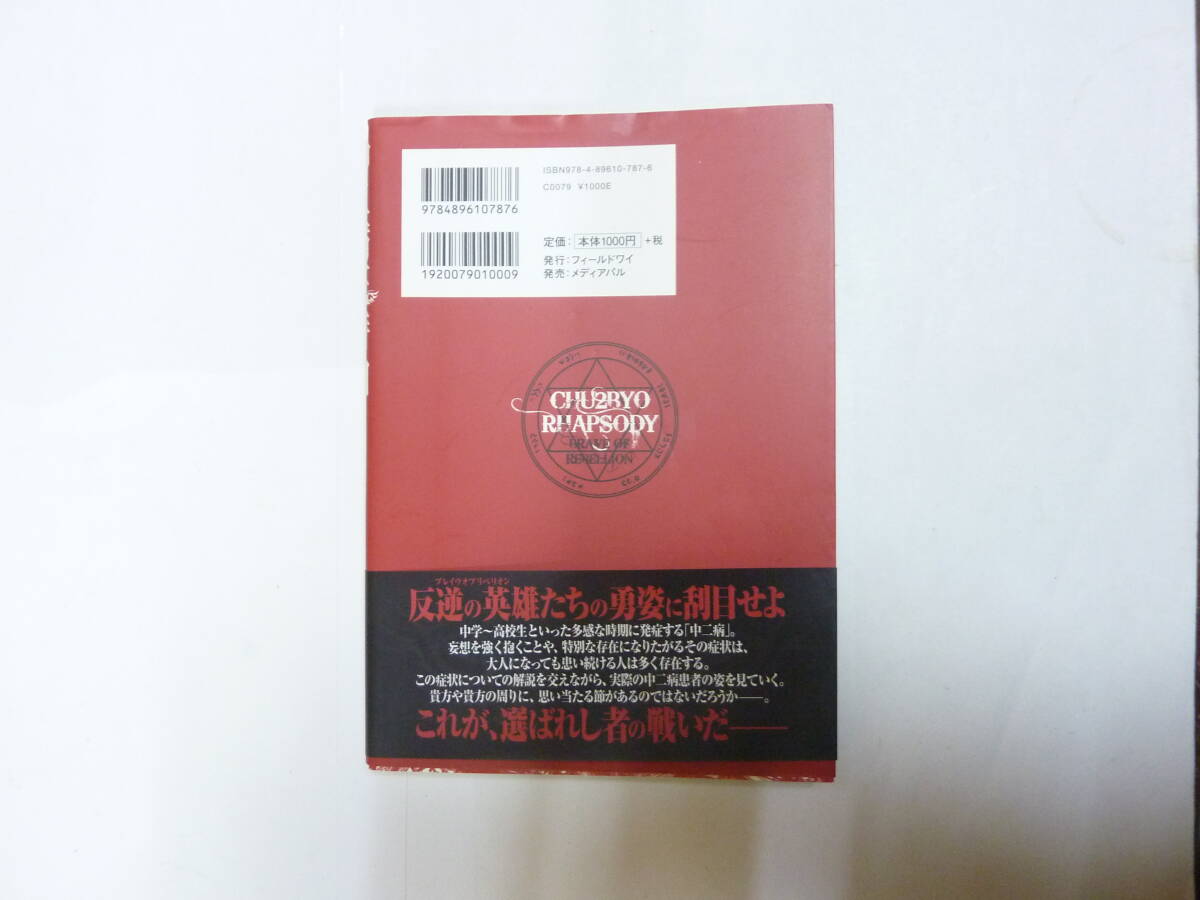 ISBN978-4-89610-787-6
C0079 ¥1000E
9784896107876
定価：本体1000円+税
発行：フィールドワイ
発売：メディアパル
1920079010009
CHU2BYO
RHAPSODY
BRAVE OF
REBELLION
ブレイヴオブリベリオン
反逆の英雄たちの勇姿に刮目せよ
中学〜高校生といった多感な時期に発症する「中二病」。
妄想を強く抱くことや、特別な存在になりたがるその症状は、
大人になっても患い続ける人は多く存在する。
この症状についての解説を交えながら、実際の中二病患者の姿を見ていく。
貴方や貴方の周りに、思い当たる節があるのではないだろうか――。
これが、選ばれし者の戦いだ――